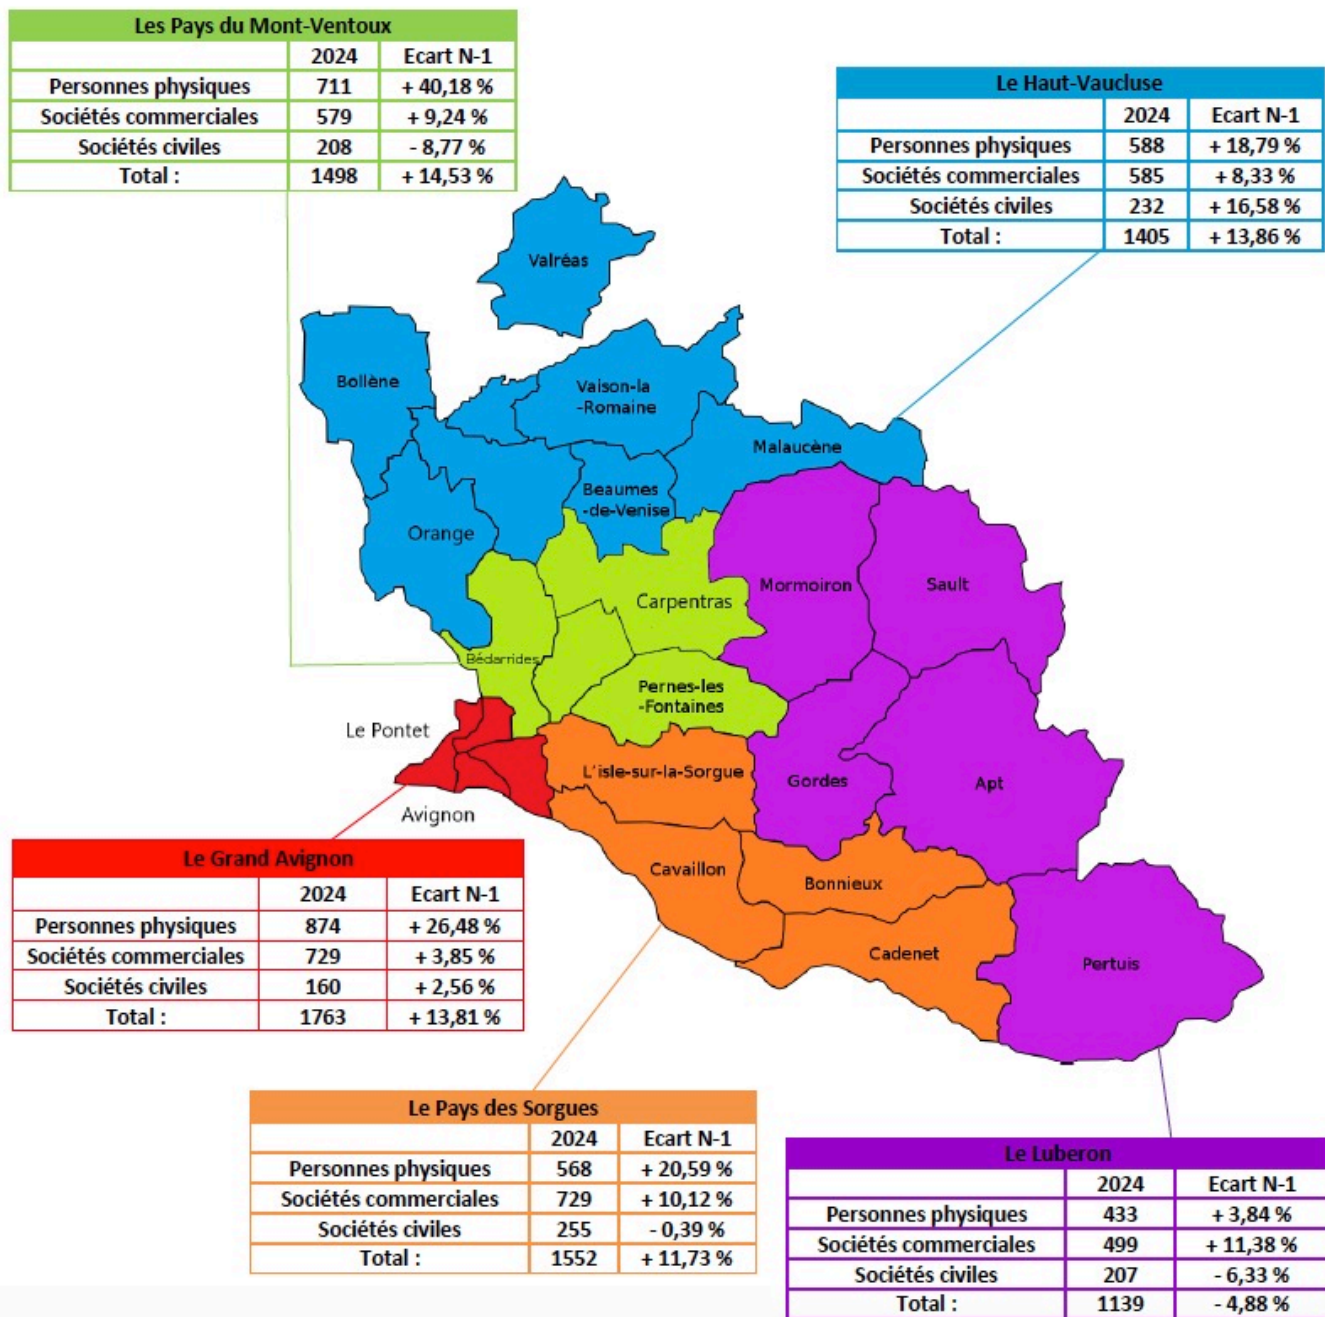 Les Pays du Mont-Ventoux
2024 Ecart N-1
Personnes physiques 711 + 40,18 %
Sociétés commerciales 579 + 9,24 %
Sociétés civiles 208 - 8,77 %
Total : 1498 + 14,53 %
Le Haut-Vaucluse
2024 Ecart N-1
Personnes physiques 588 + 18,79 %
Sociétés commerciales 585 + 8,33 %
Sociétés civiles 232 + 16,58 %
Total : 1405 + 13,86 %
Valréas
Bollène
Vaison-la
-Romaine
Malaucène
Beaumes
-de-Venise
Orange
Mormoiron
Sault
Carpentras
Bédarrides
Pernes-les
-Fontaines
Le Pontet
L'isle-sur-la-Sorgue
Gordes
Apt
Avignon
Cavaillon
Bonnieux
Cadenet
Pertuis
Le Grand Avignon
2024 Ecart N-1
Personnes physiques 874 + 26,48 %
Sociétés commerciales 729 + 3,85 %
Sociétés civiles 160 + 2,56 %
Total : 1763 + 13,81 %
Le Pays des Sorgues
2024 Ecart N-1
Personnes physiques 568 + 20,59 %
Sociétés commerciales 729 + 10,12 %
Sociétés civiles 255 - 0,39 %
Total : 1552 + 11,73 %
Le Luberon
2024 Ecart N-1
Personnes physiques 433 + 3,84 %
Sociétés commerciales 499 + 11,38 %
Sociétés civiles 207 - 6,33 %
Total : 1139 - 4,88 %